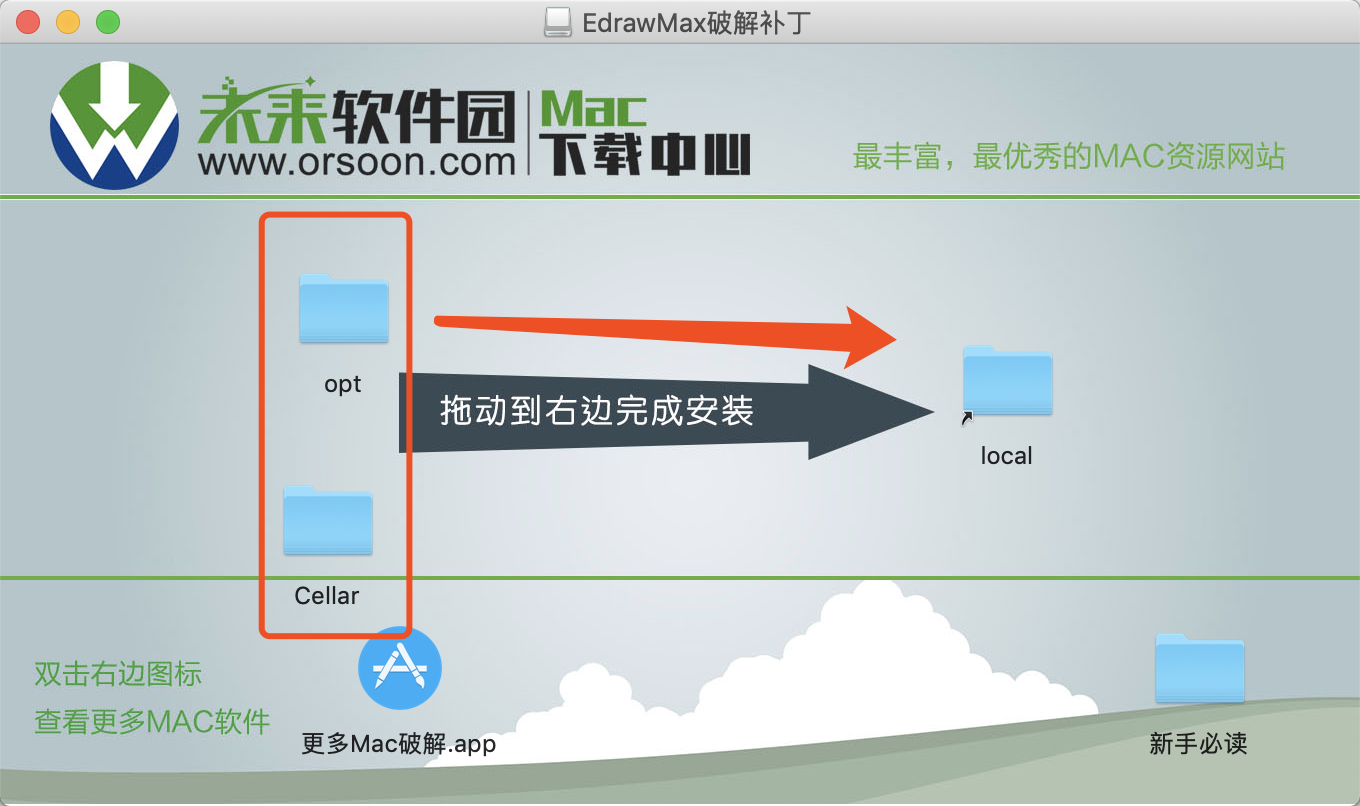 EdrawMax破解补丁
未来软件园
www.orsoon.com
Mac
下载中心
最丰富，最优秀的MAC资源网站
opt
拖动到右边完成安装
local
Cellar
双击右边图标
查看更多MAC软件
更多Mac破解.app
新手必读